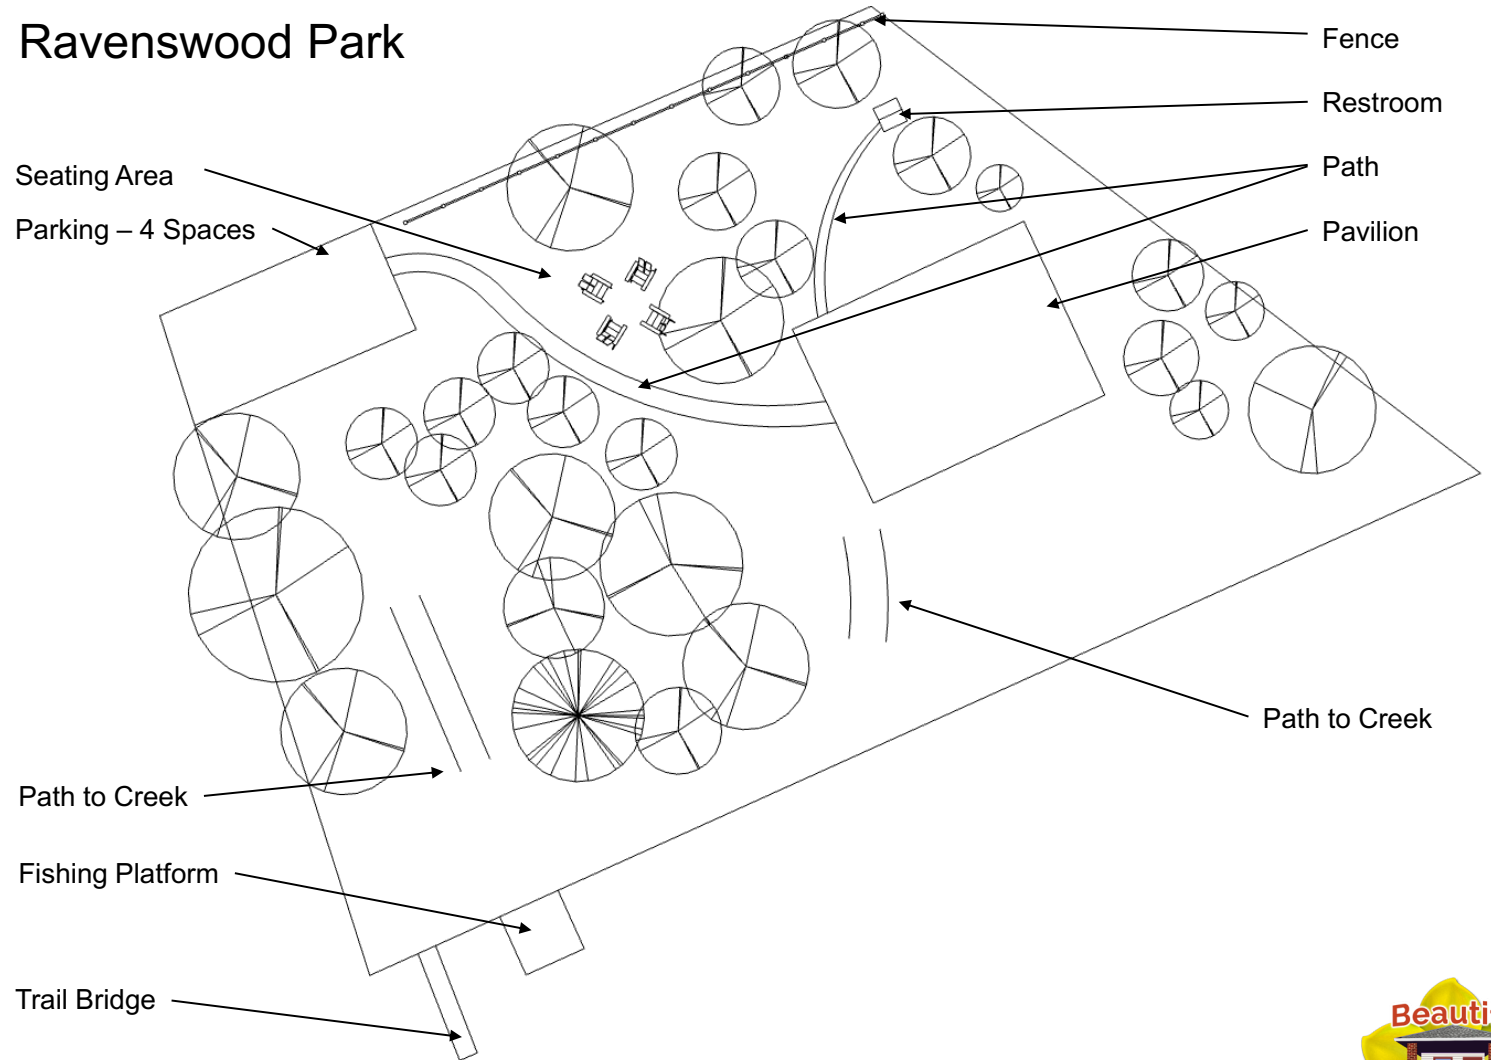 Ravenswood Park
Fence
Restroom
Seating Area
Path
Parking – 4 Spaces
Pavilion
Path to Creek
Path to Creek
Fishing Platform
Trail Bridge